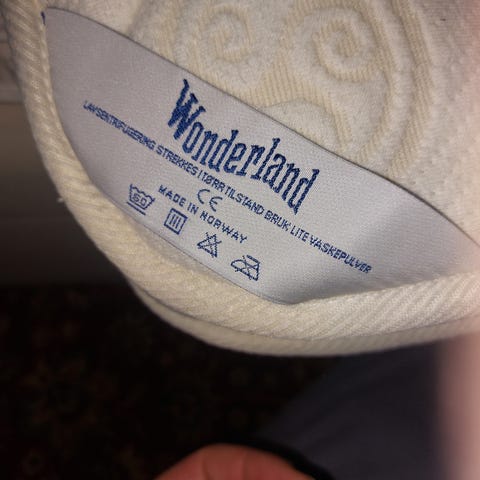 Wonderland
LAVSENTRIFUGERING. STREKKES I TØRR TILSTAND BRUK LITE VASKEPULVER
CE
MADE IN NORWAY
60